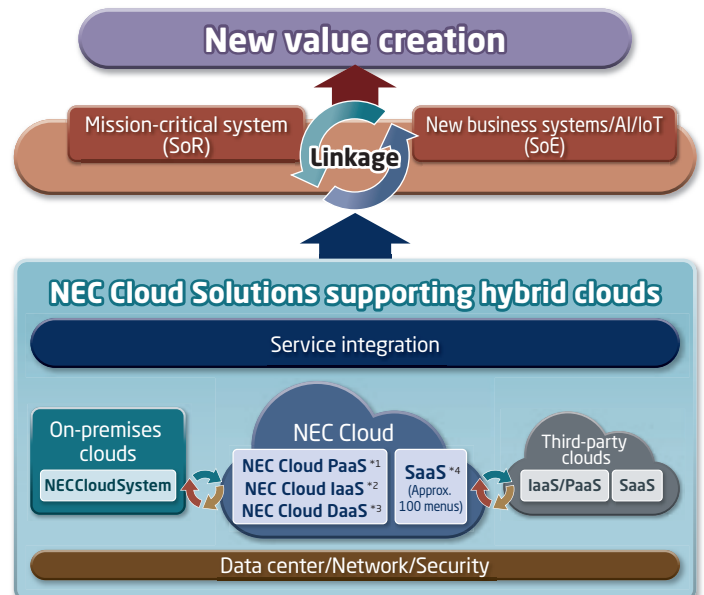 New value creation
Mission-critical system
(SoR)
Linkage
New business systems/AI/IoT
(SoE)
NEC Cloud Solutions supporting hybrid clouds
Service integration
On-premises
clouds
NECCloudSystem
NEC Cloud
NEC Cloud PaaS *1
NEC Cloud IaaS *2
NEC Cloud DaaS *3
SaaS *4
(Approx.
100 menus)
Third-party
clouds
IaaS/PaaS
SaaS
Data center/Network/Security